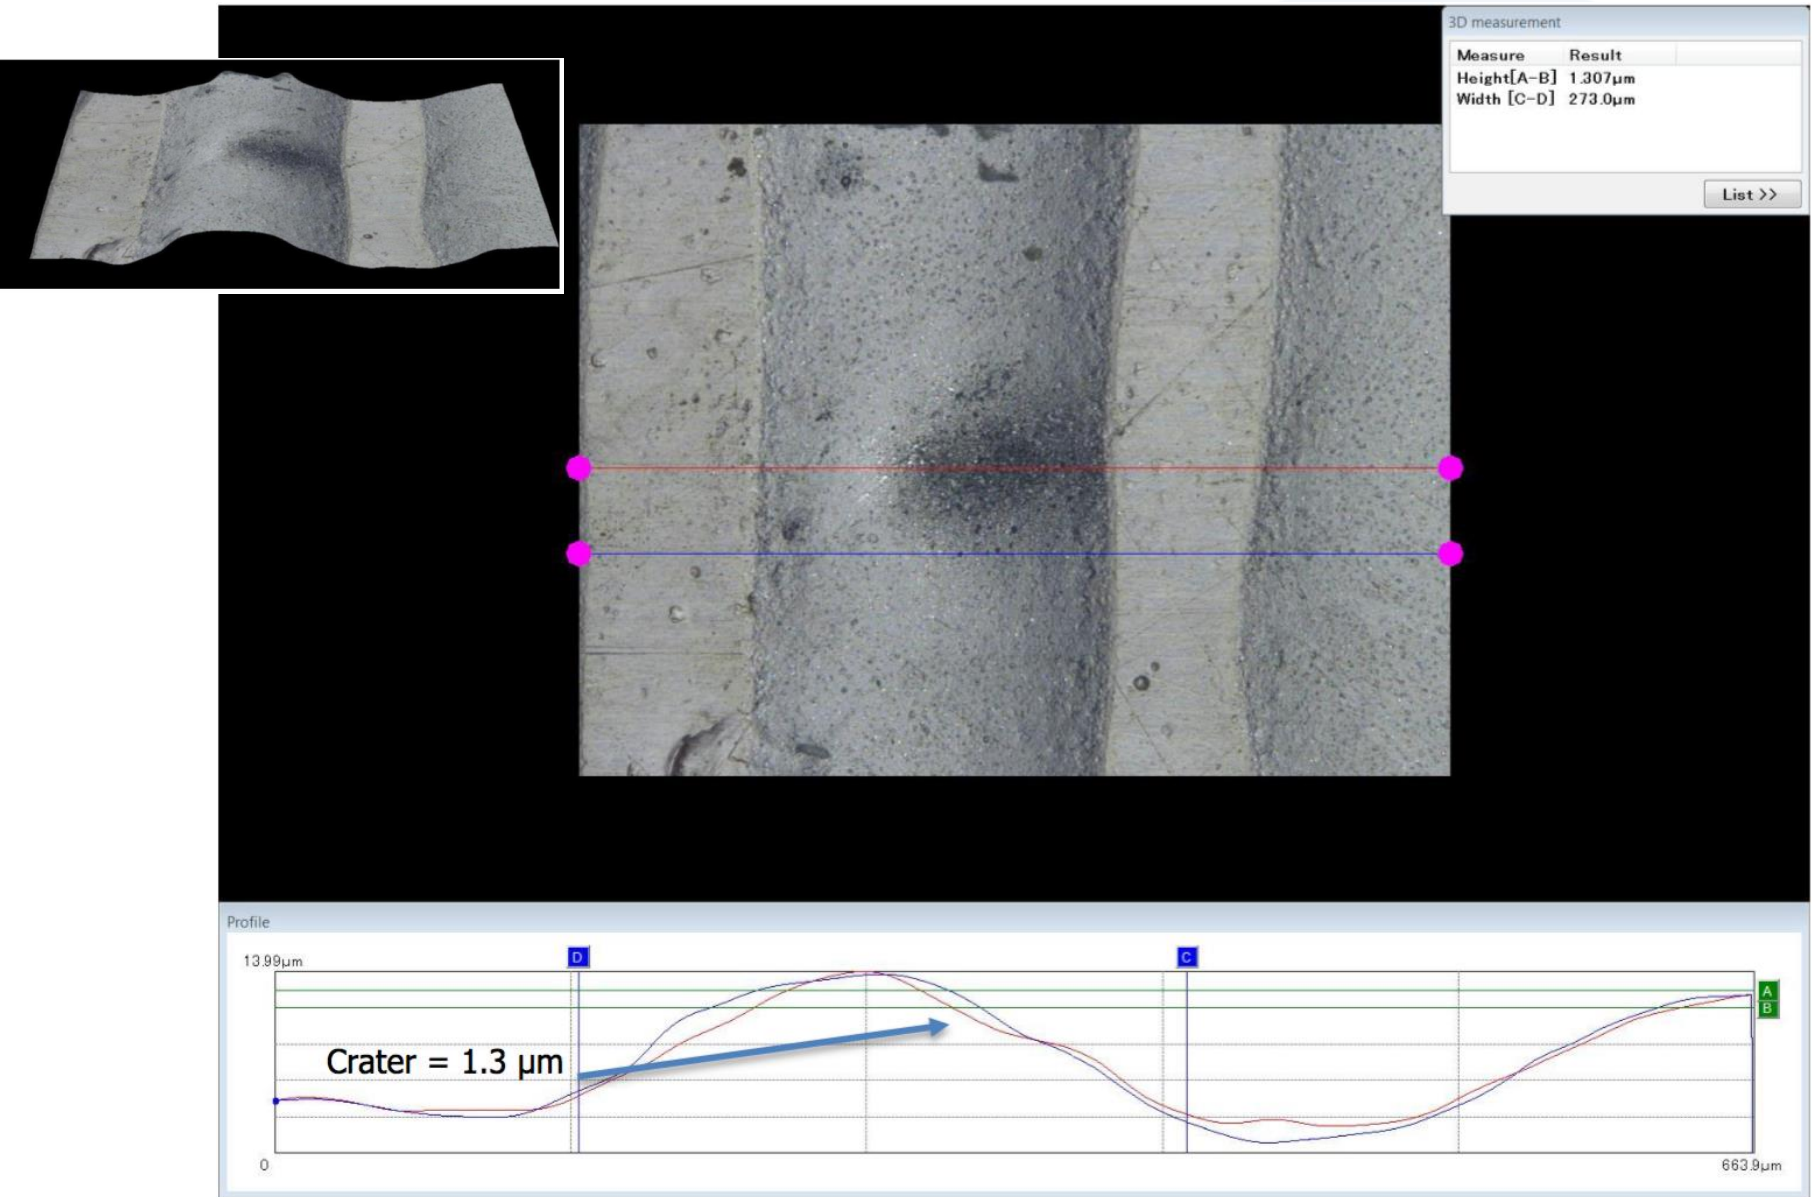 3D measurement
Measure Result
Height[A-B] 1.307µm
Width [C-D] 273.0µm
List >>
Profile
13.99µm
D
C
A
B
Crater = 1.3 µm
0
663.9µm